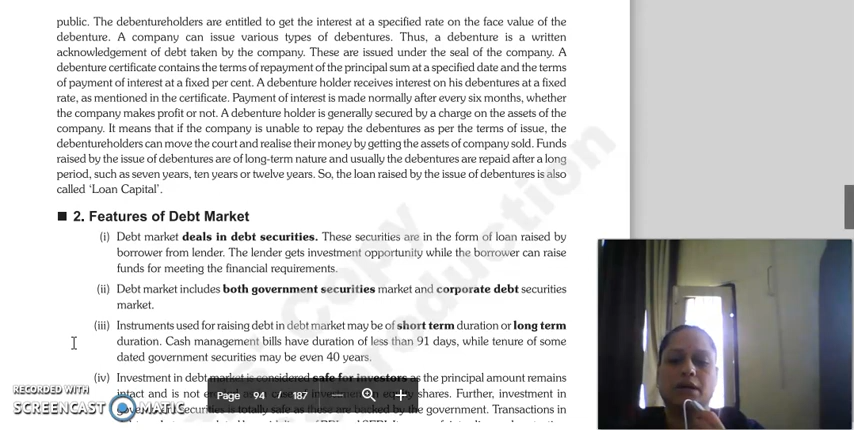 public. The debentureholders are entitled to get the interest at a specified rate on the face value of the
debenture. A company can issue various types of debentures. Thus, a debenture is a written
acknowledgement of debt taken by the company. These are issued under the seal of the company. A
debenture certificate contains the terms of repayment of the principal sum at a specified date and the terms
of payment of interest at a fixed per cent. A debenture holder receives interest on his debentures at a fixed
rate, as mentioned in the certificate. Payment of interest is made normally after every six months, whether
the company makes profit or not. A debenture holder is generally secured by a charge on the assets of the
company. It means that if the company is unable to repay the debentures as per the terms of issue, the
debentureholders can move the court and realise their money by getting the assets of company sold. Funds
raised by the issue of debentures are of long-term nature and usually the debentures are repaid after a long
period, such as seven years, ten years or twelve years. So, the loan raised by the issue of debentures is also
called 'Loan Capital'.
2. Features of Debt Market
(i) Debt market deals in debt securities. These securities are in the form of loan raised by
borrower from lender. The lender gets investment opportunity while the borrower can raise
funds for meeting the financial requirements.
(ii) Debt market includes both government securities market and corporate debt securities
market.
(iii) Instruments used for raising debt in debt market may be of short term duration or long term
duration. Cash management bills have duration of less than 91 days, while tenure of some
dated government securities may be even 40 years.
(iv) Investment in debt market is considered safe for investors as the principal amount remains
intact and is not shares. Further, investment in
totally safe as those are backed by the government. Transactions in
Page 94 / 187
RECORDED WITH
SCREENCAST MATIC
Copy